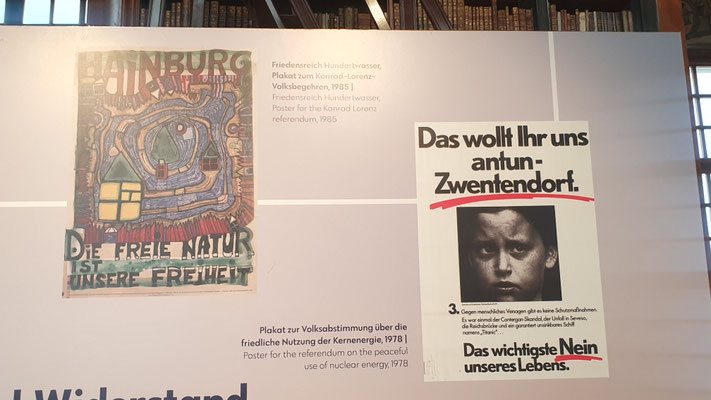 HAINBURG
DIE FREIE NATUR
IST
UNSERE FREIHEIT
Friedensreich Hundertwasser,
Plakat zum Konrad-Lorenz-
Volksbegehren, 1985 |
Friedensreich Hundertwasser,
Poster for the Konrad Lorenz
referendum, 1985
Das wollt Ihr uns
antun-
Zwentendorf.
3. Gegen menschliches Versagen gibt es keine Schutzmaßnahmen.
Es war einmal der Contergan-Skandal, der Unfall in Seveso,
die Reichsbrücke und ein garantiert unsinkbares Schiff
namens „Titanic".
Das wichtigste Nein
unseres Lebens.
Plakat zur Volksabstimmung über die
friedliche Nutzung der Kernenergie, 1978 |
Poster for the referendum on the peaceful
use of nuclear energy, 1978
Widerstand